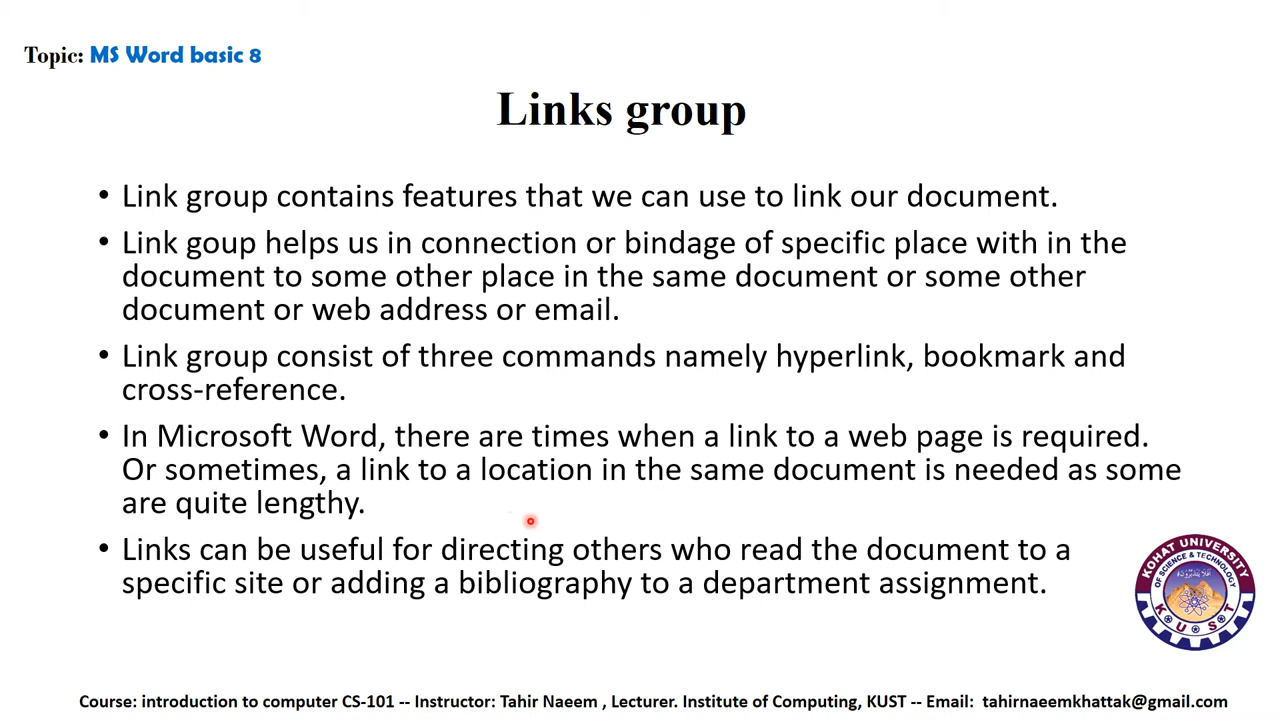 Topic: MS Word basic 8
Links group
• Link group contains features that we can use to link our document.
• Link goup helps us in connection or bindage of specific place with in the
document to some other place in the same document or some other
document or web address or email.
• Link group consist of three commands namely hyperlink, bookmark and
cross-reference.
• In Microsoft Word, there are times when a link to a web page is required.
Or sometimes, a link to a location in the same document is needed as some
are quite lengthy.
• Links can be useful for directing others who read the document to a
specific site or adding a bibliography to a department assignment.
KOHAT UNIVERSITY
OF SCIENCE & TECHNOLOGY
K U S T
Course: introduction to computer CS-101 -- Instructor: Tahir Naeem , Lecturer. Institute of Computing, KUST -- Email: tahirnaeemkhattak@gmail.com